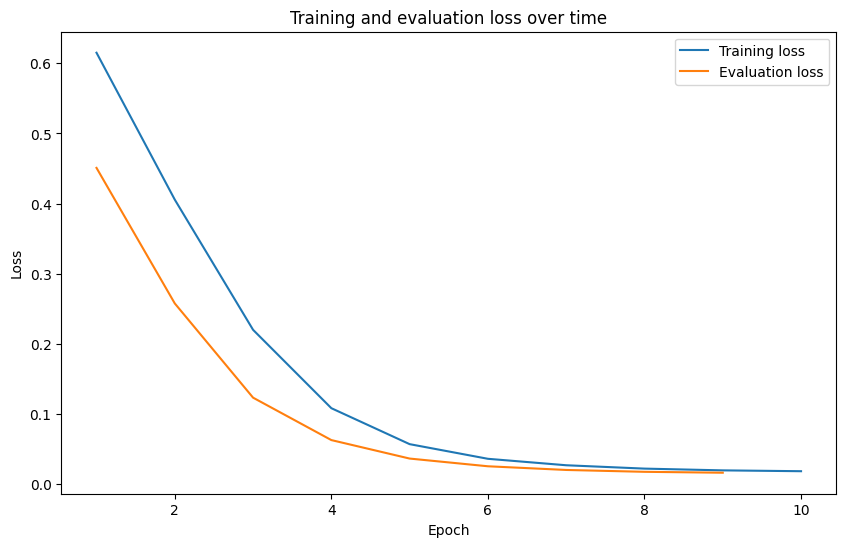 Training and evaluation loss over time
Training loss
Evaluation loss
0.6
0.5
0.4
0.3
0.2
0.1
0.0
Loss
2
4
6
8
10
Epoch